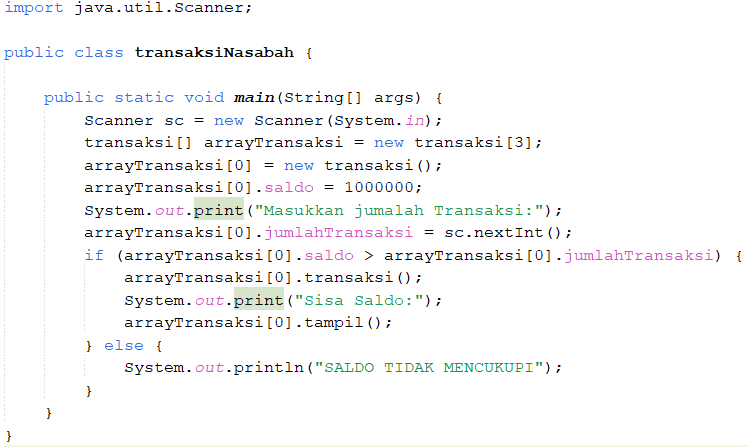 import java.util.Scanner;
public class transaksiNasabah {
public static void main(String[] args) {
Scanner sc = new Scanner(System.in);
transaksi[] arrayTransaksi = new transaksi[3];
arrayTransaksi[0] = new transaksi();
arrayTransaksi[0].saldo = 1000000;
System.out.print("Masukkan jumalah Transaksi:");
arrayTransaksi[0].jumlahTransaksi = sc.nextInt();
if (arrayTransaksi[0].saldo > arrayTransaksi[0].jumlahTransaksi) {
arrayTransaksi[0].transaksi();
System.out.print("Sisa Saldo:");
arrayTransaksi[0].tampil();
} else {
System.out.println("SALDO TIDAK MENCUKUPI");
}
}
}